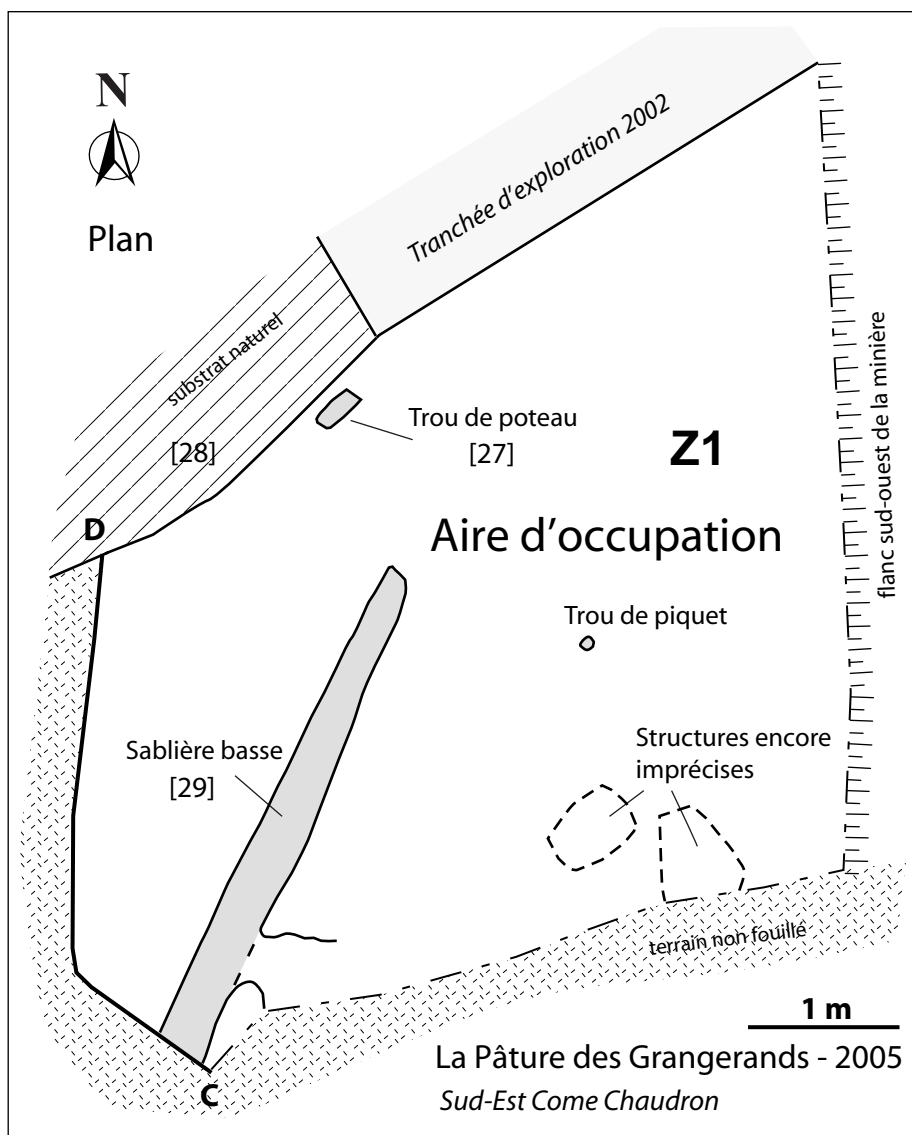 N
Plan
Tranchée d'exploration 2002
substrat naturel
[28]
Trou de poteau
[27]
Z1
flanc sud-ouest de la minière
D
Aire d'occupation
Trou de piquet
Sablière basse
[29]
Structures encore
imprécises
terrain non fouillé
1 m
La Pâture des Grangerands - 2005
C
Sud-Est Come Chaudron